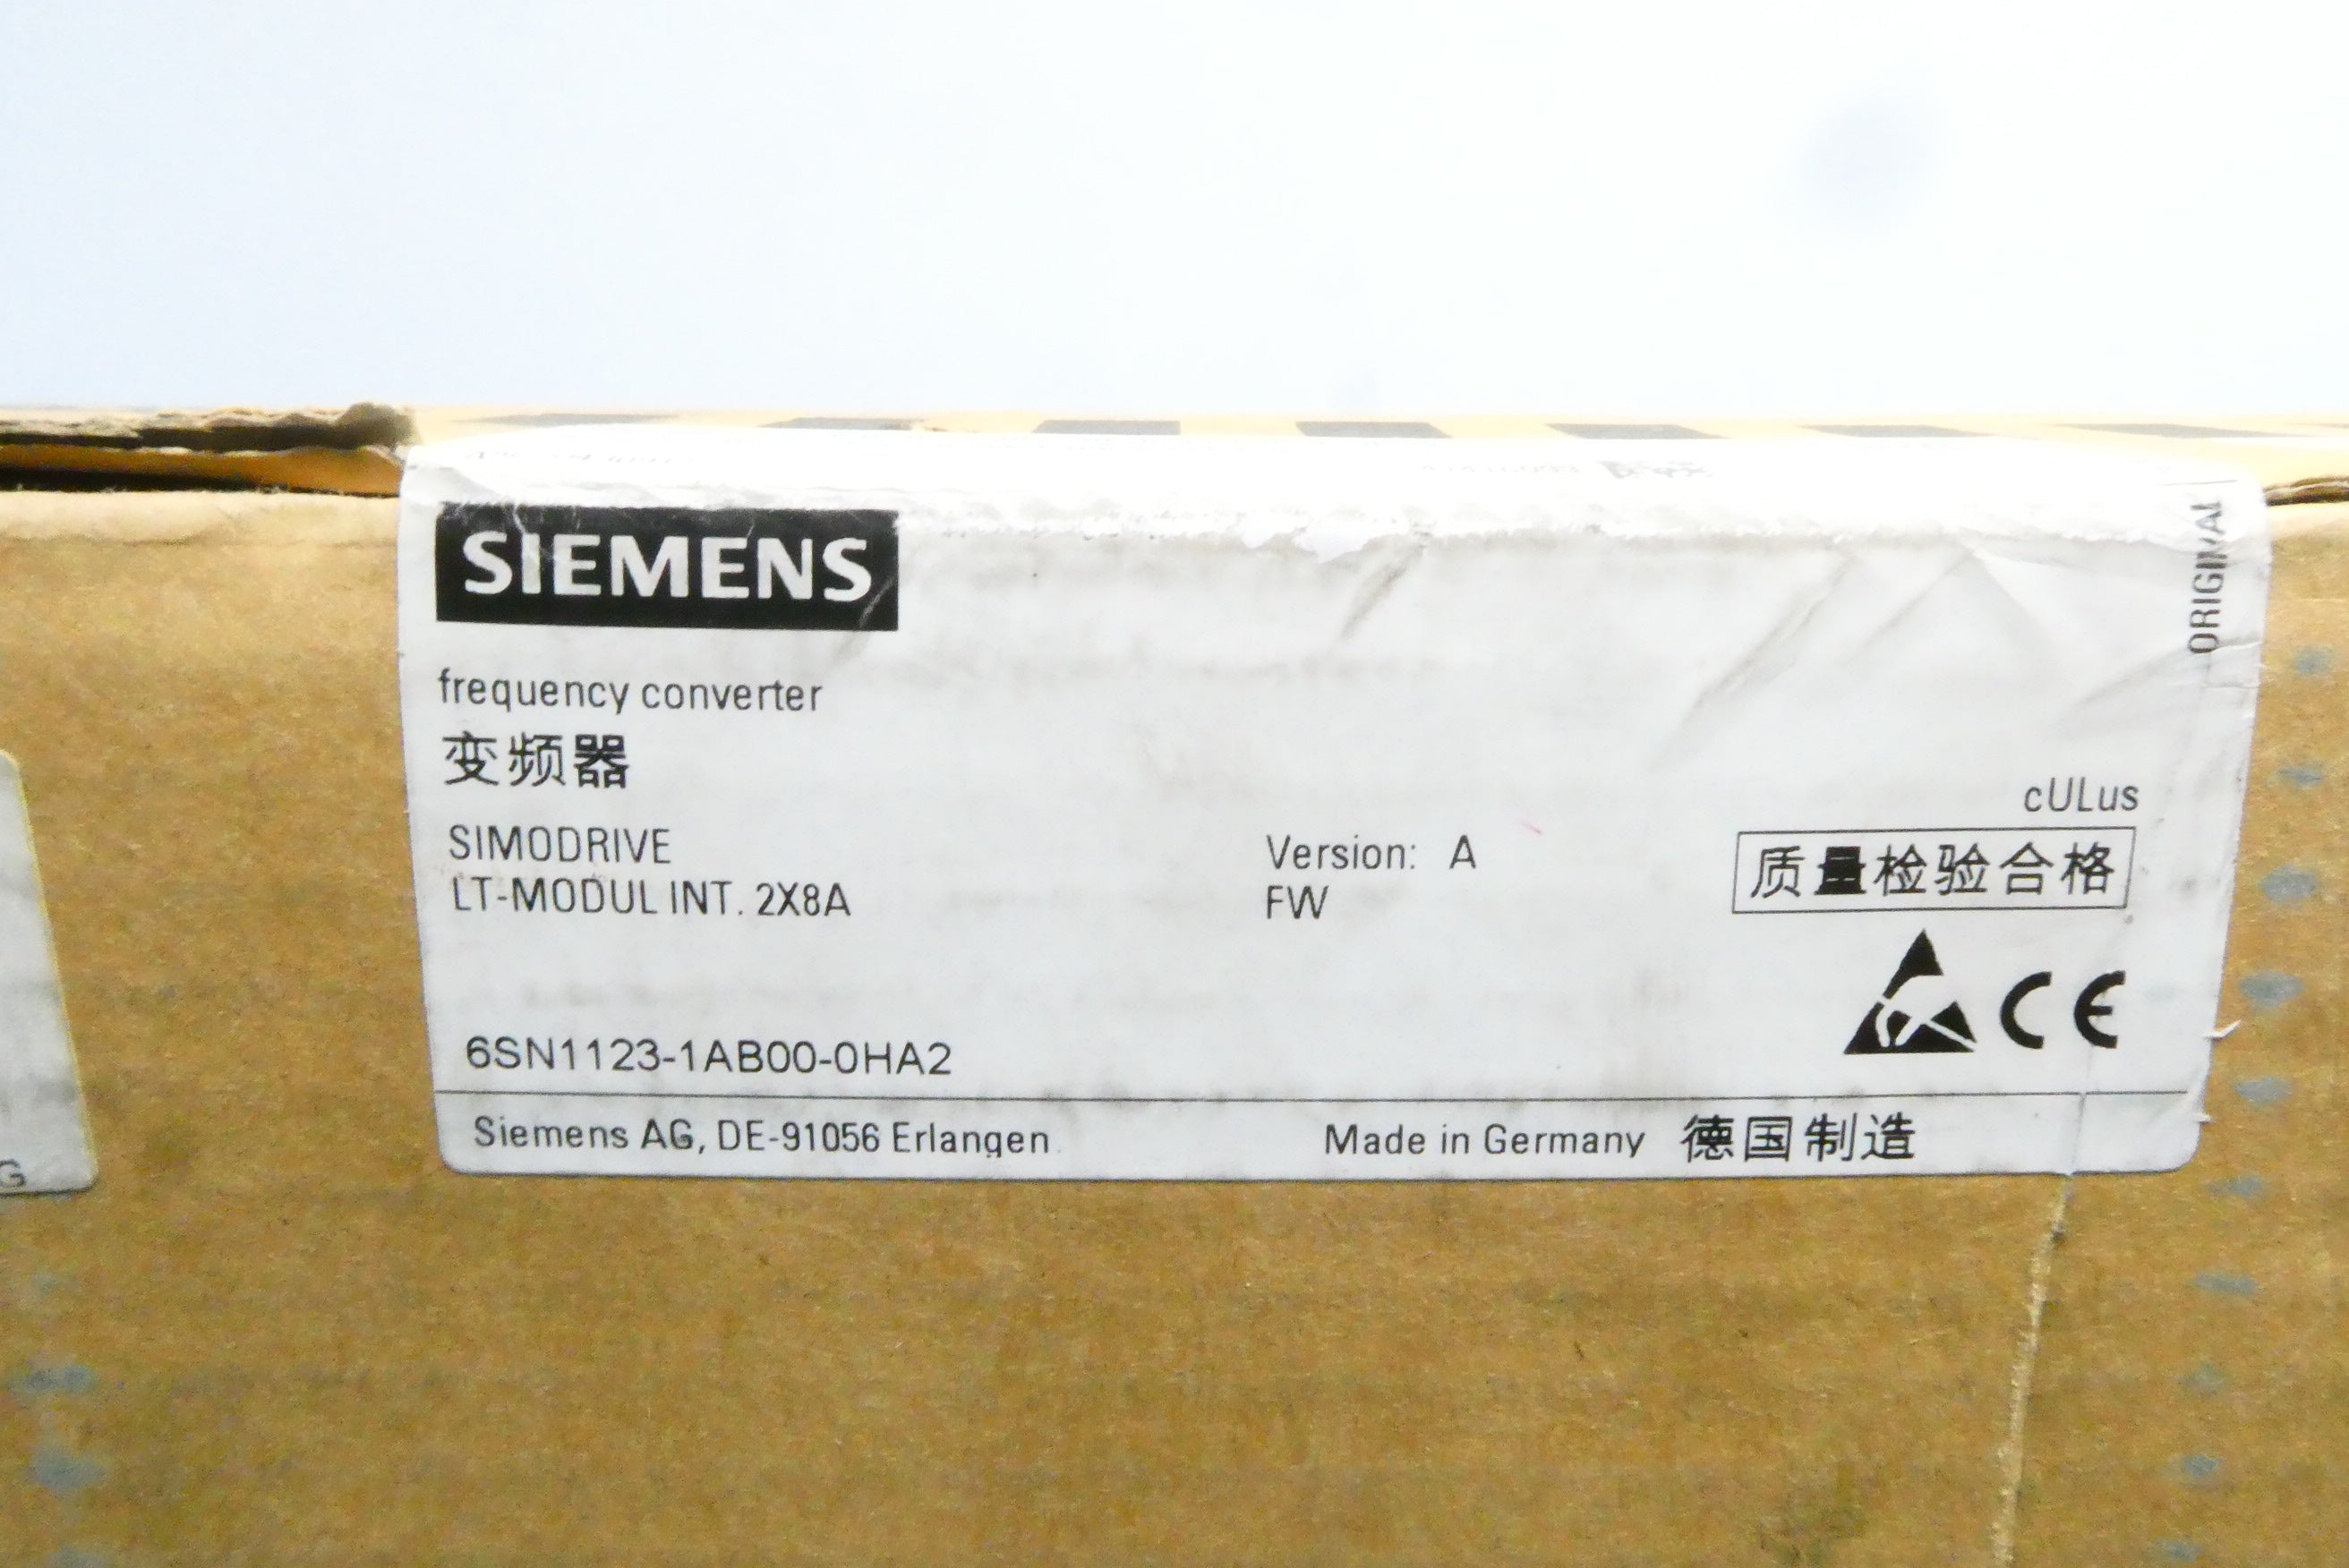 SIEMENS
ORIGINAL
frequency converter
变频器
cULus
SIMODRIVE
Version: A
质量检验合格
LT-MODUL INT. 2X8A
FW
CE
6SN1123-1AB00-0HA2
Siemens AG, DE-91056 Erlangen
Made in Germany 德国制造
G